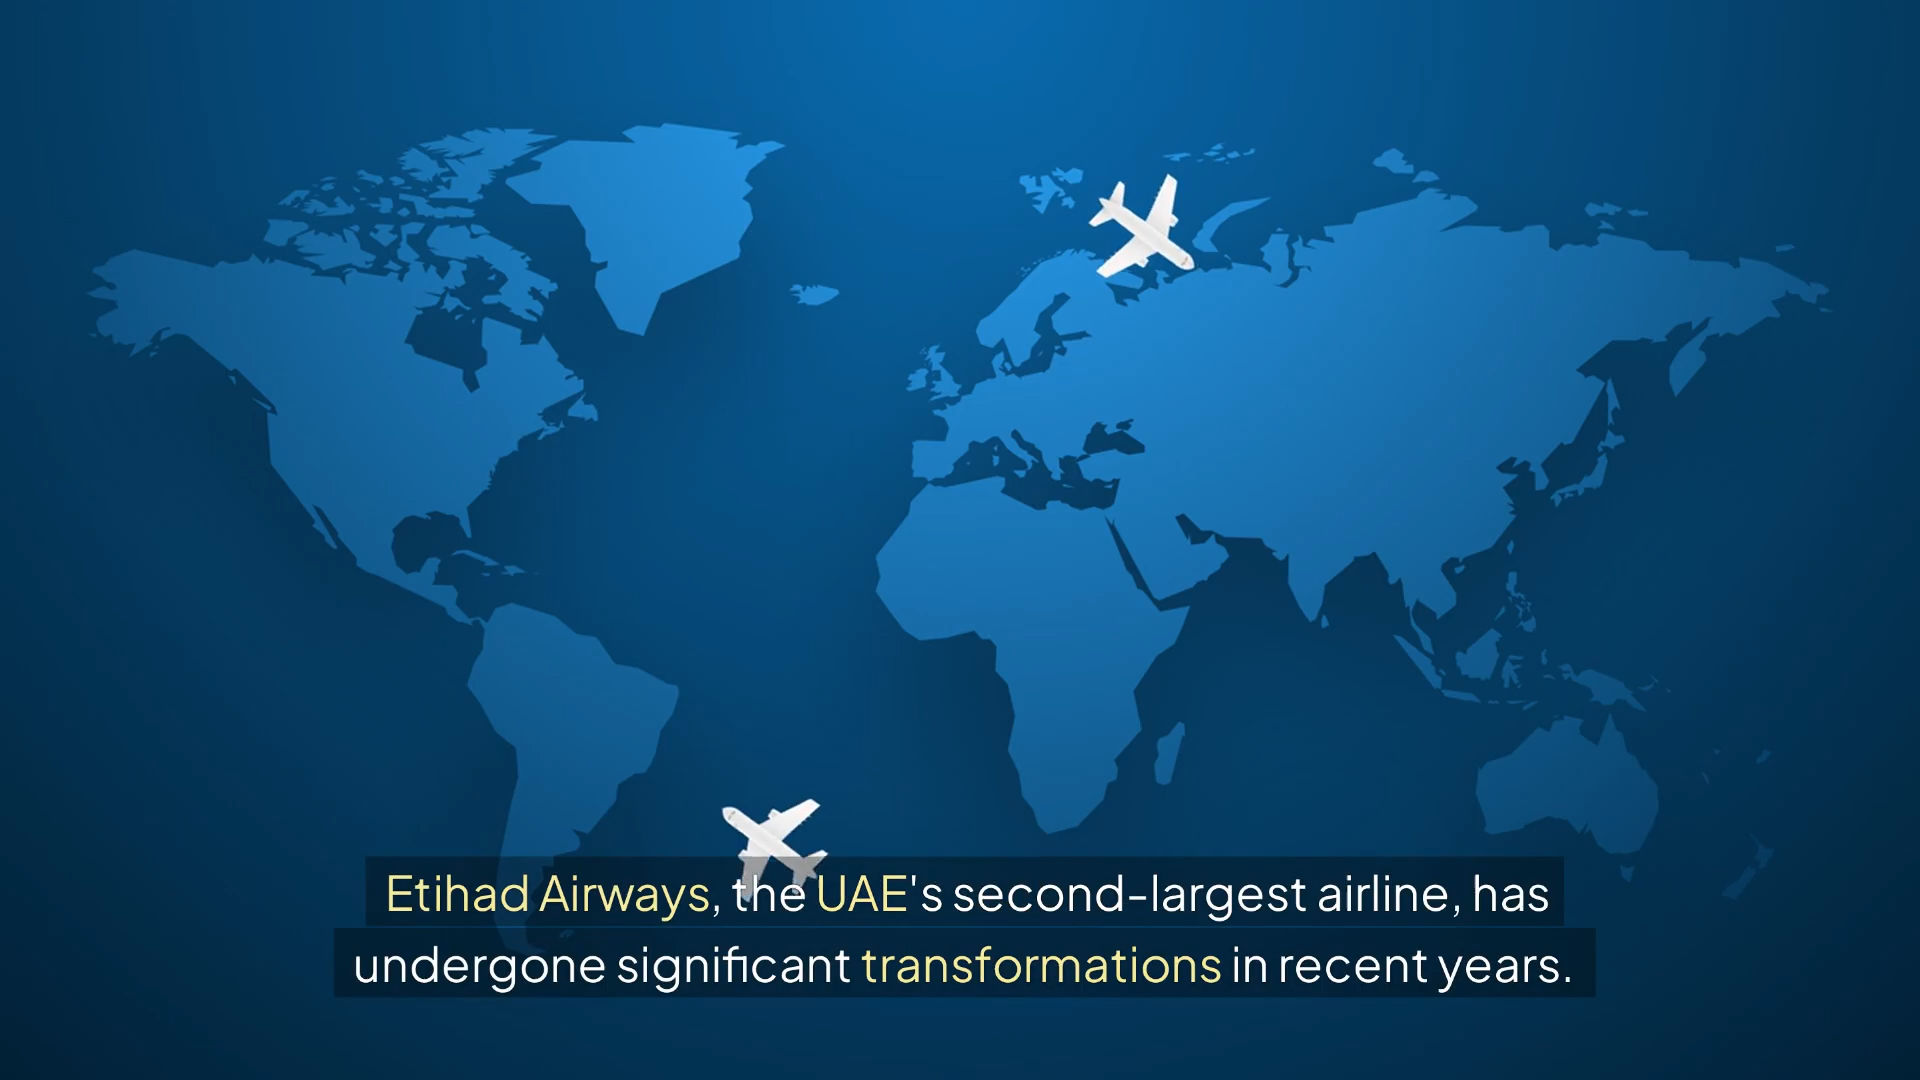 Etihad Airways, the UAE's second-largest airline, has
undergone significant transformations in recent years.